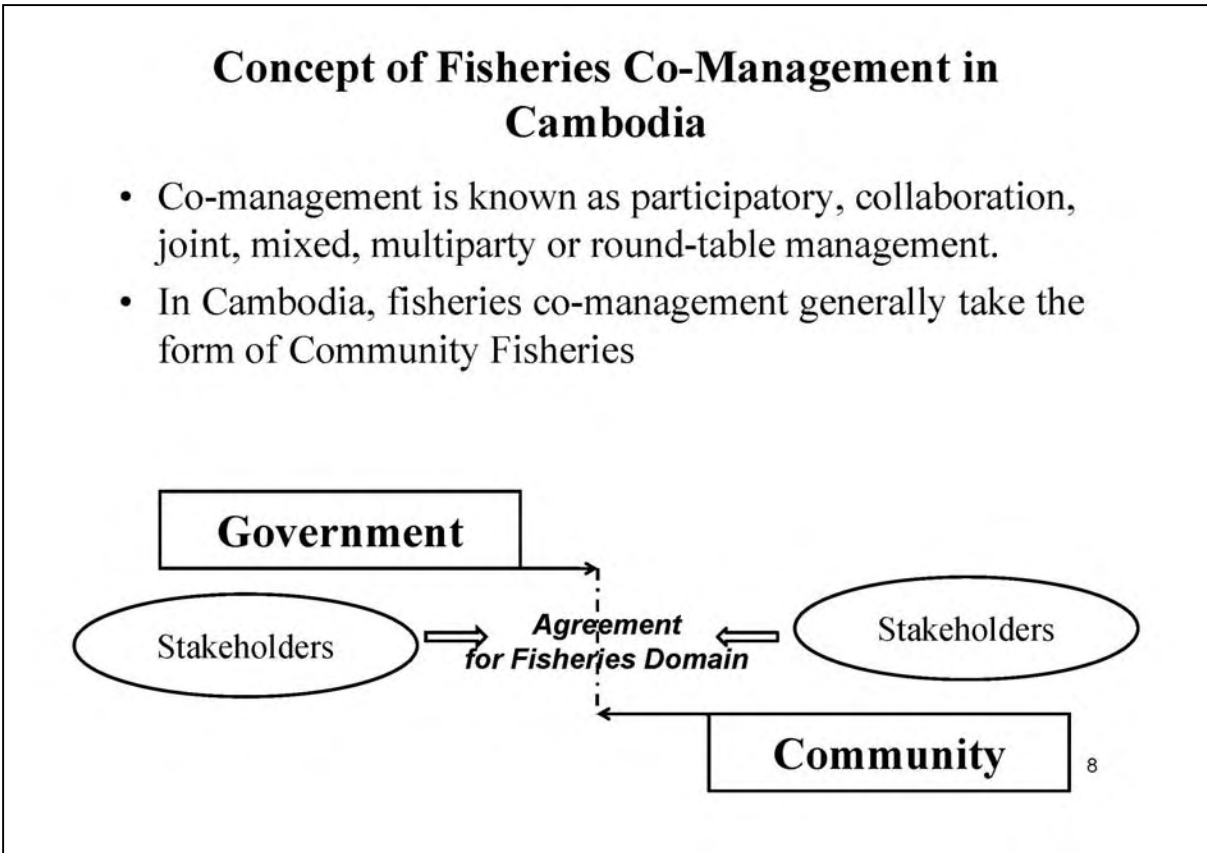 Concept of Fisheries Co-Management in
Cambodia
• Co-management is known as participatory, collaboration,
joint, mixed, multiparty or round-table management.
• In Cambodia, fisheries co-management generally take the
form of Community Fisheries
Government
Stakeholders
Agreement
for Fisheries Domain
Stakeholders
Community
8